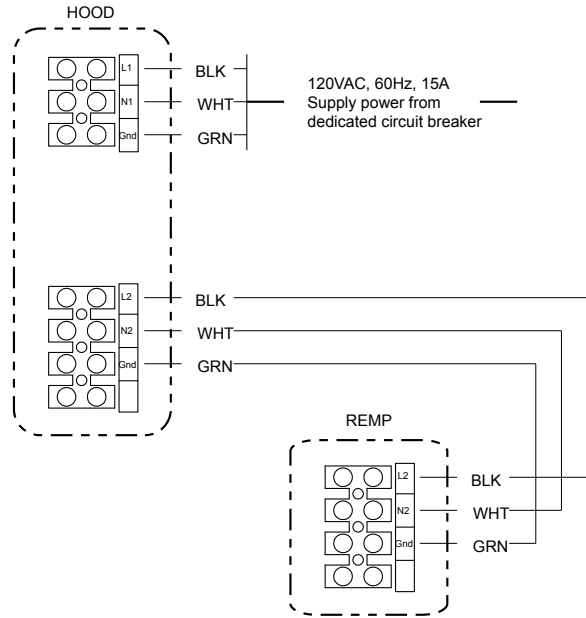 HOOD
L1 BLK
N1 WHT
Gnd GRN
120VAC, 60Hz, 15A
Supply power from
dedicated circuit breaker
L2 BLK
N2 WHT
Gnd GRN
REMP
L2 BLK
N2 WHT
Gnd GRN